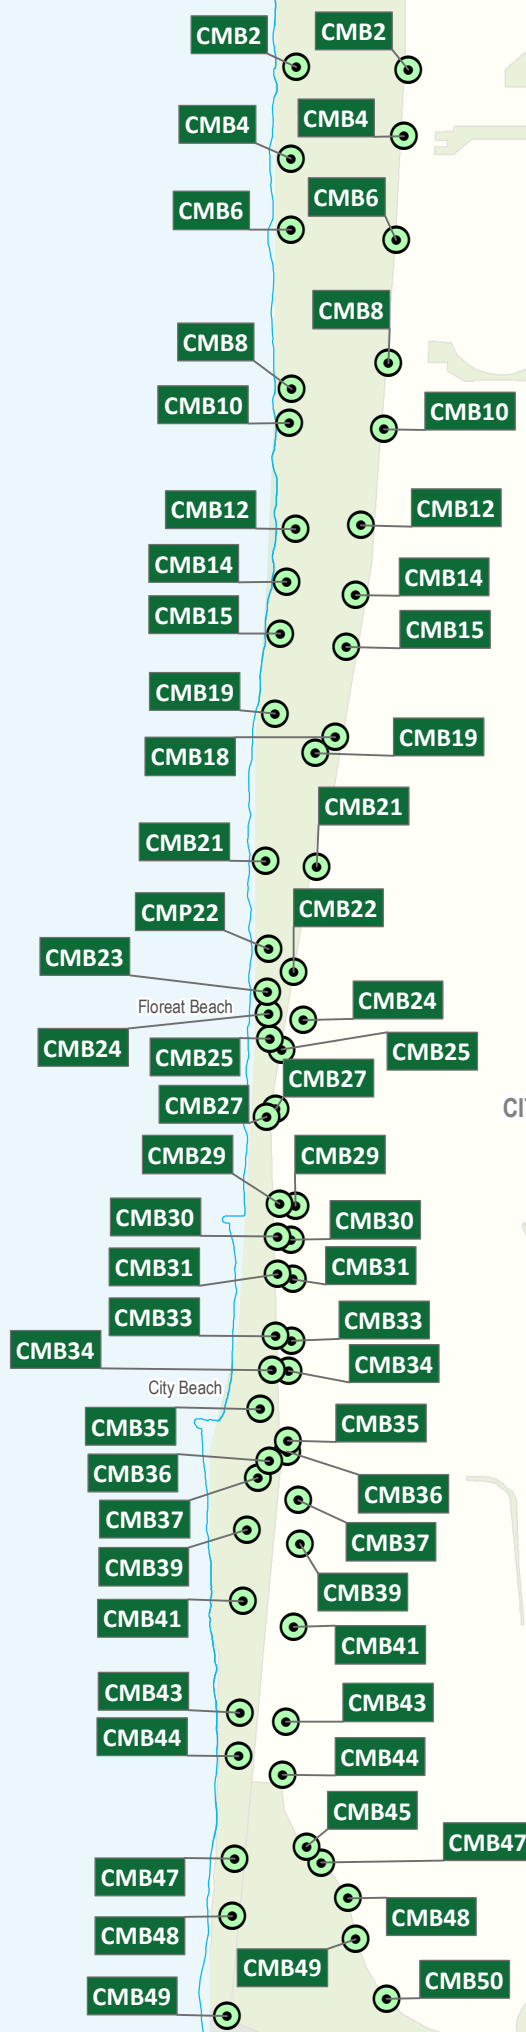 CMB2
CMB2
CMB4
CMB4
CMB6
CMB6
CMB8
CMB8
CMB10
CMB10
CMB12
CMB12
CMB14
CMB14
CMB15
CMB15
CMB19
CMB19
CMB18
CMB21
CMB21
CMP22
CMB22
CMB23
Floreat Beach
CMB24
CMB24
CMB25
CMB25
CMB27
CMB27
CIT
CMB29
CMB29
CMB30
CMB30
CMB31
CMB31
CMB33
CMB33
CMB34
CMB34
City Beach
CMB35
CMB35
CMB36
CMB36
CMB37
CMB37
CMB39
CMB39
CMB41
CMB41
CMB43
CMB43
CMB44
CMB44
CMB45
CMB47
CMB47
CMB48
CMB48
CMB49
CMB50
CMB49